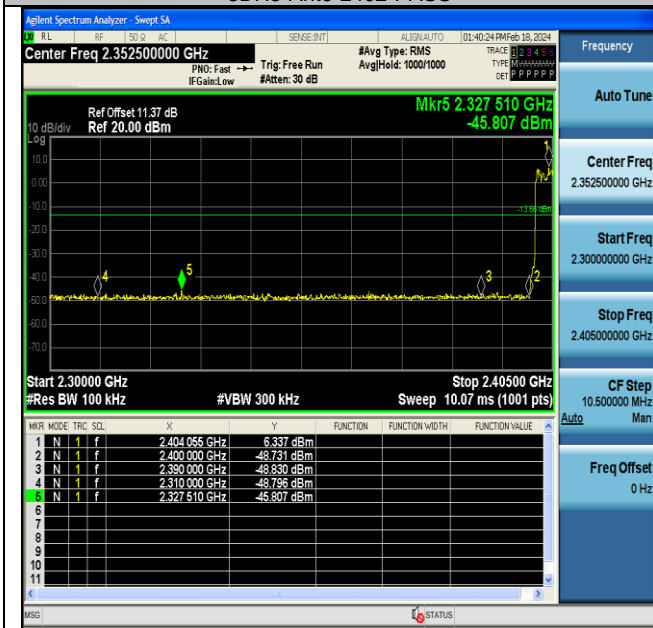 Agilent Spectrum Analyzer - Swept SA
RL RF 50 Ω AC SENSE:INT ALIGN AUTO 01:40:24 PM Feb 18, 2024
Center Freq 2.352500000 GHz #Avg Type: RMS TRACE 1 2 3 4 5 6
PNO: Fast Trig: Free Run Avg|Hold: 1000/1000 TYPE M
IFGain:Low #Atten: 30 dB DET P P P P P P
Frequency
Auto Tune
Center Freq
2.352500000 GHz
Start Freq
2.300000000 GHz
Stop Freq
2.405000000 GHz
CF Step
10.500000 MHz
Auto Man
Freq Offset
0 Hz
Ref Offset 11.37 dB Mkr5 2.327 510 GHz
10 dB/div Ref 20.00 dBm -45.807 dBm
Log
10.0
0.00
-10.0
-13.66 dBm
-20.0
-30.0
-40.0
-50.0
-60.0
-70.0
1
4
5
3
2
Start 2.30000 GHz Stop 2.40500 GHz
#Res BW 100 kHz #VBW 300 kHz Sweep 10.07 ms (1001 pts)
MKR MODE TRC SCL X Y FUNCTION FUNCTION WIDTH FUNCTION VALUE
1 N 1 f 2.404 055 GHz 6.337 dBm
2 N 1 f 2.400 000 GHz -48.731 dBm
3 N 1 f 2.390 000 GHz -48.830 dBm
4 N 1 f 2.310 000 GHz -48.796 dBm
5 N 1 f 2.327 510 GHz -45.807 dBm
6
7
8
9
10
11
MSG STATUS